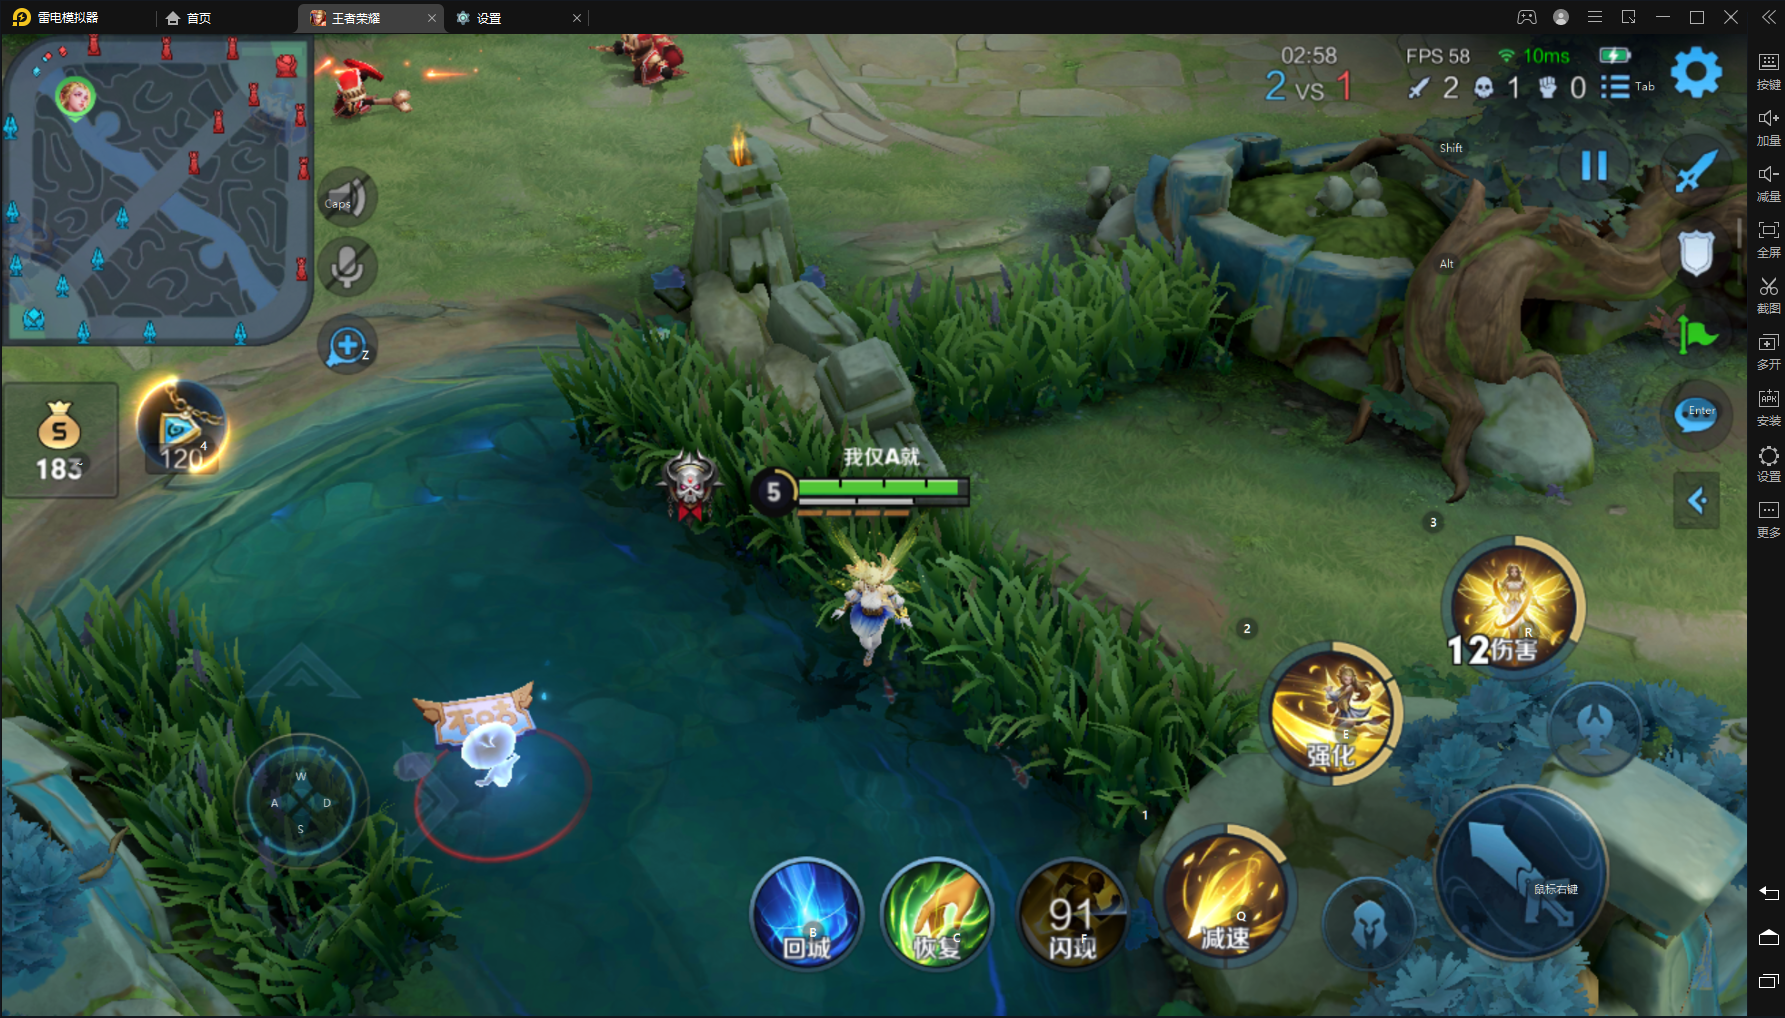 雷电模拟器
首页
王者荣耀
设置
02:58
FPS 58
10ms
2 VS 1
2
1
0
Tab
按键
加量
减量
全屏
截图
多开
安装
设置
更多
Shift
Caps
Alt
Z
Enter
S
183
4
120
我仅A就
5
3
2
R
12伤害
E
强化
W
A
D
S
1
B
回城
C
恢复
91
F
闪现
Q
减速
鼠标右键